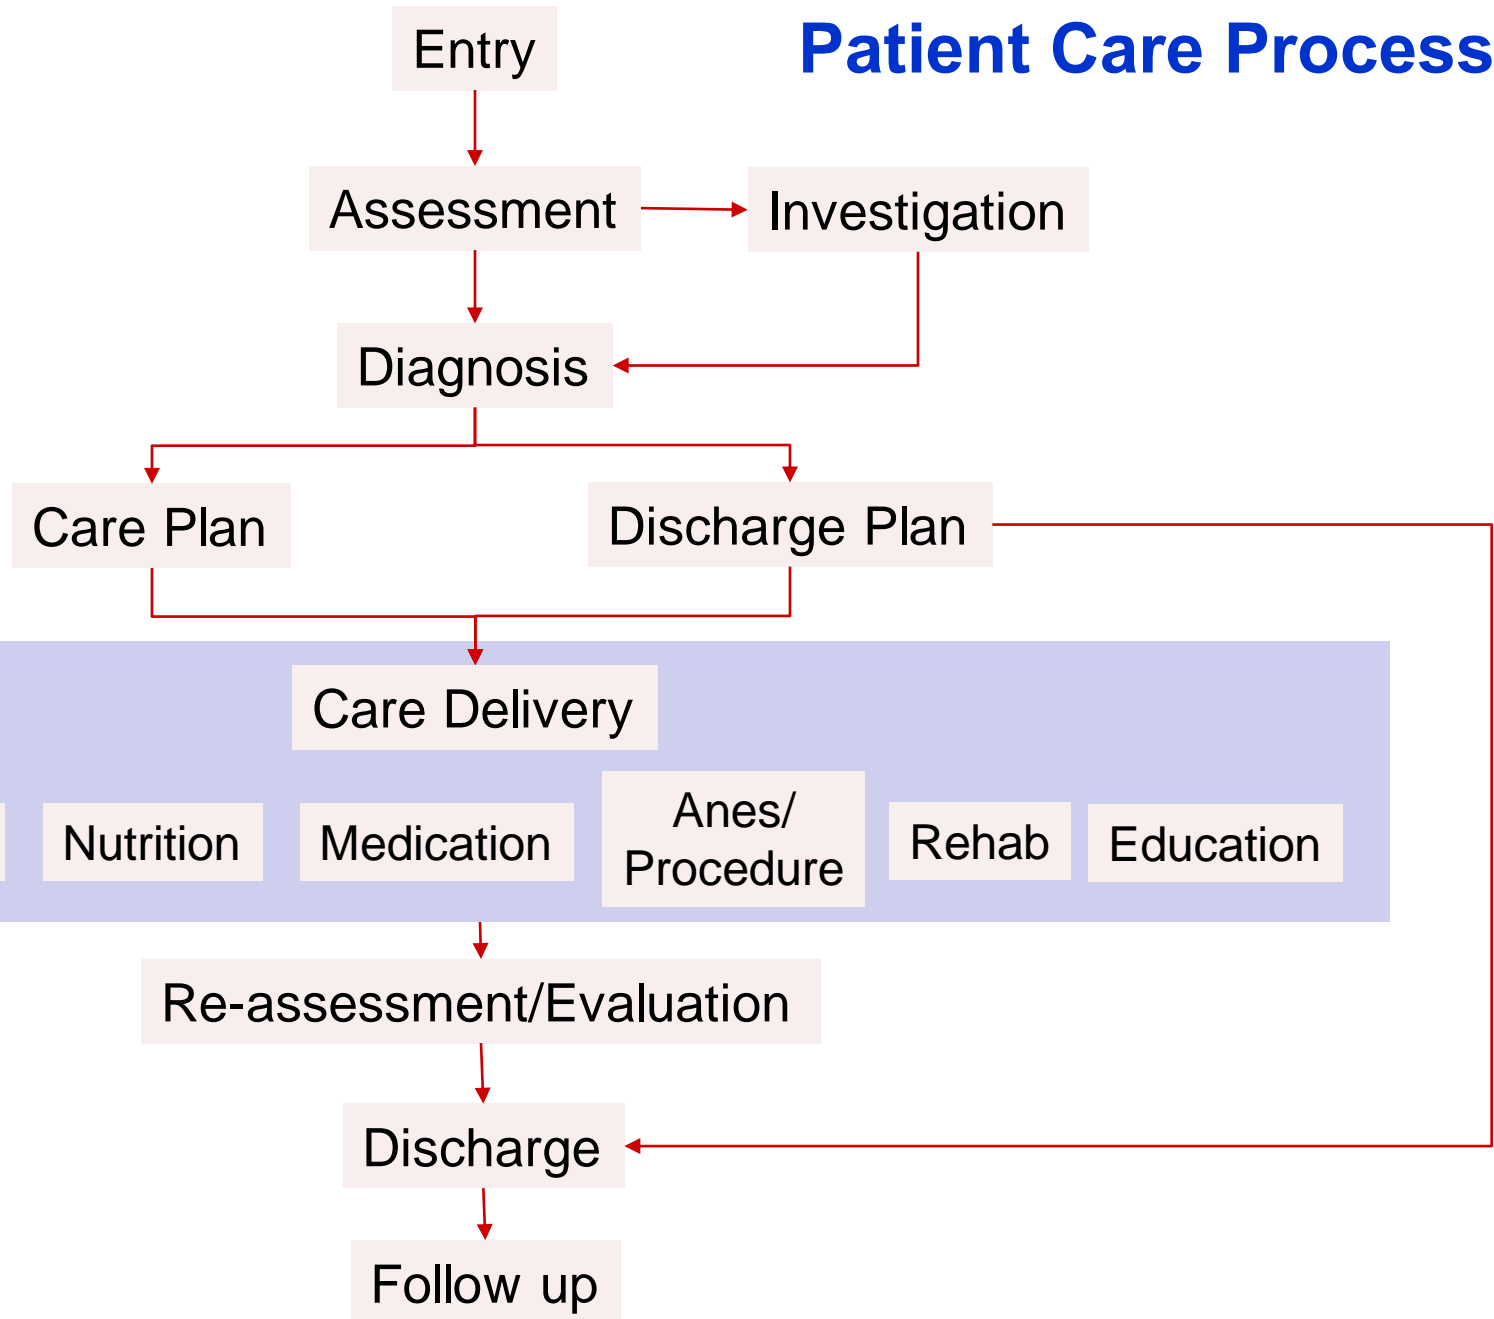 Patient Care Process
Entry
Assessment
Investigation
Diagnosis
Care Plan
Discharge Plan
Care Delivery
Nutrition
Medication
Anes/
Procedure
Rehab
Education
Re-assessment/Evaluation
Discharge
Follow up